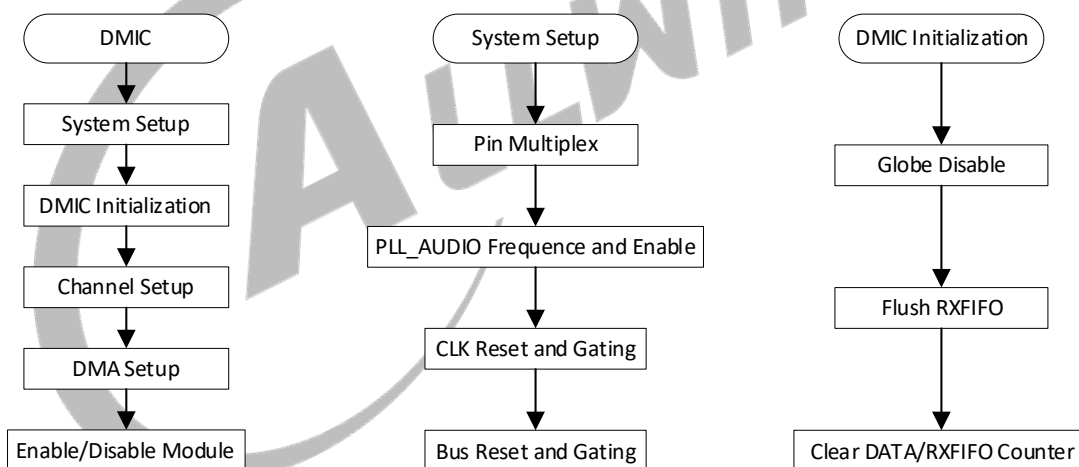 DMIC
System Setup
DMIC Initialization
Channel Setup
DMA Setup
Enable/Disable Module
System Setup
Pin Multiplex
PLL_AUDIO Frequence and Enable
CLK Reset and Gating
Bus Reset and Gating
DMIC Initialization
Globe Disable
Flush RXFIFO
Clear DATA/RXFIFO Counter
ALLWI